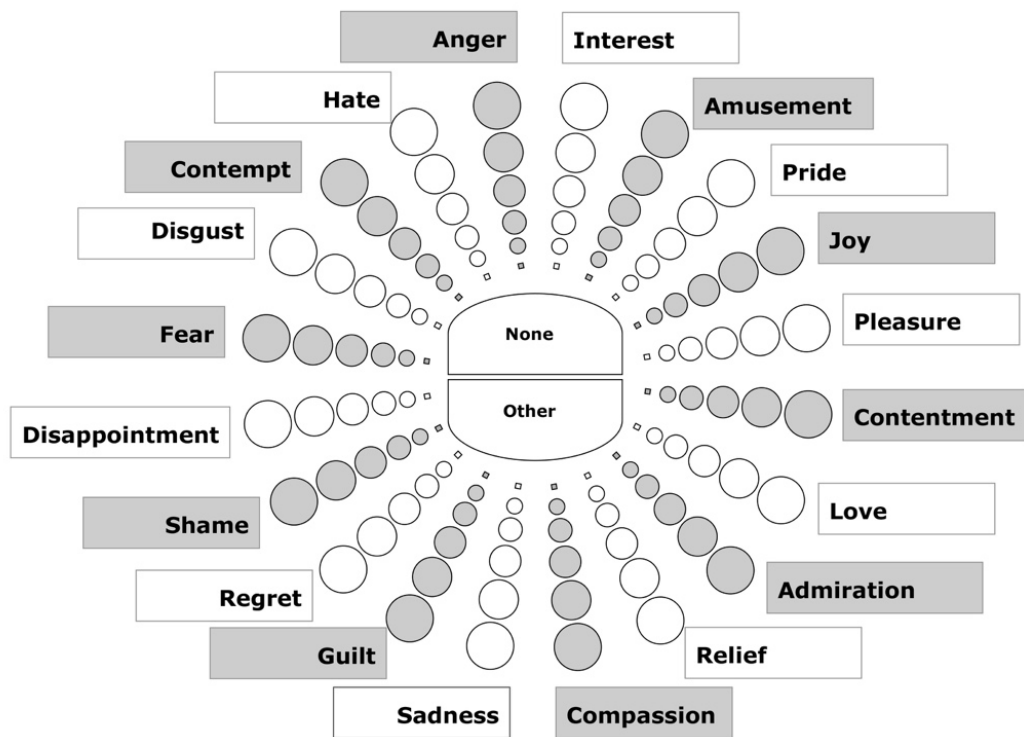 Anger
Interest
Hate
Amusement
Contempt
Pride
Disgust
Joy
Fear
None
Pleasure
Other
Contentment
Disappointment
Shame
Love
Regret
Admiration
Guilt
Relief
Sadness
Compassion